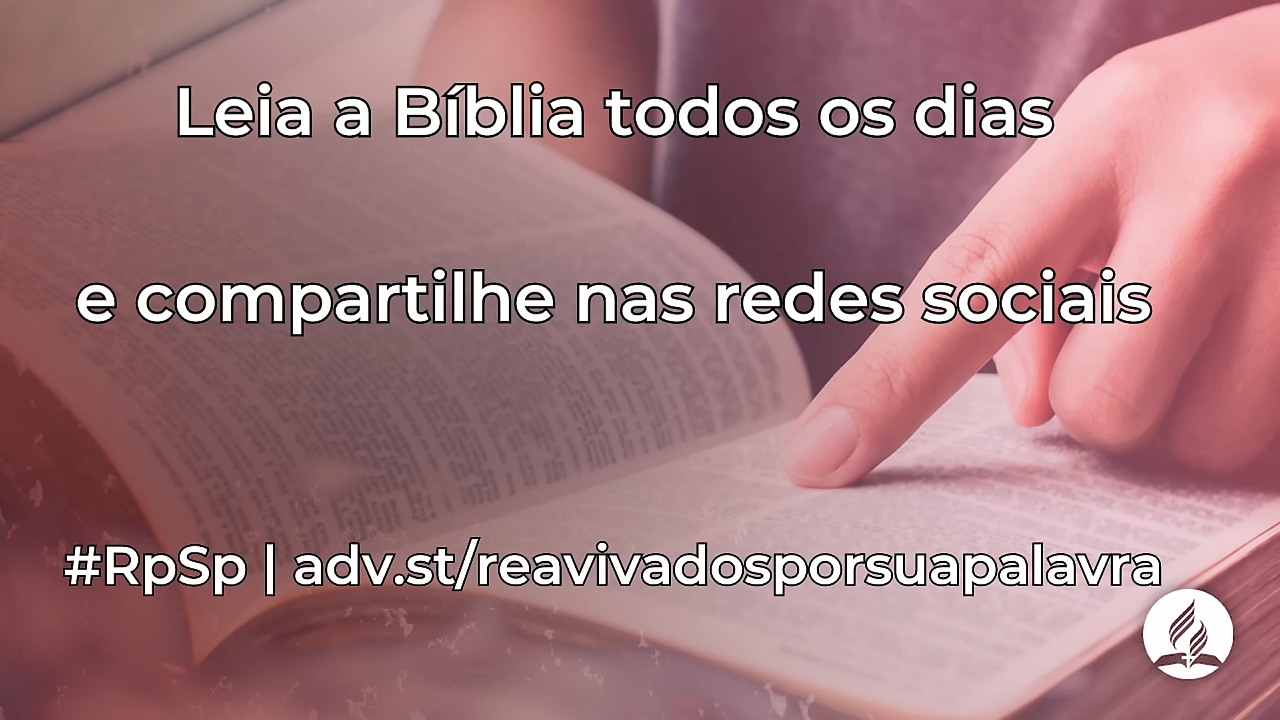 Leia a Bíblia todos os dias
e compartilhe nas redes sociais
#RpSp | adv.st/reavivadosporsuapalavra